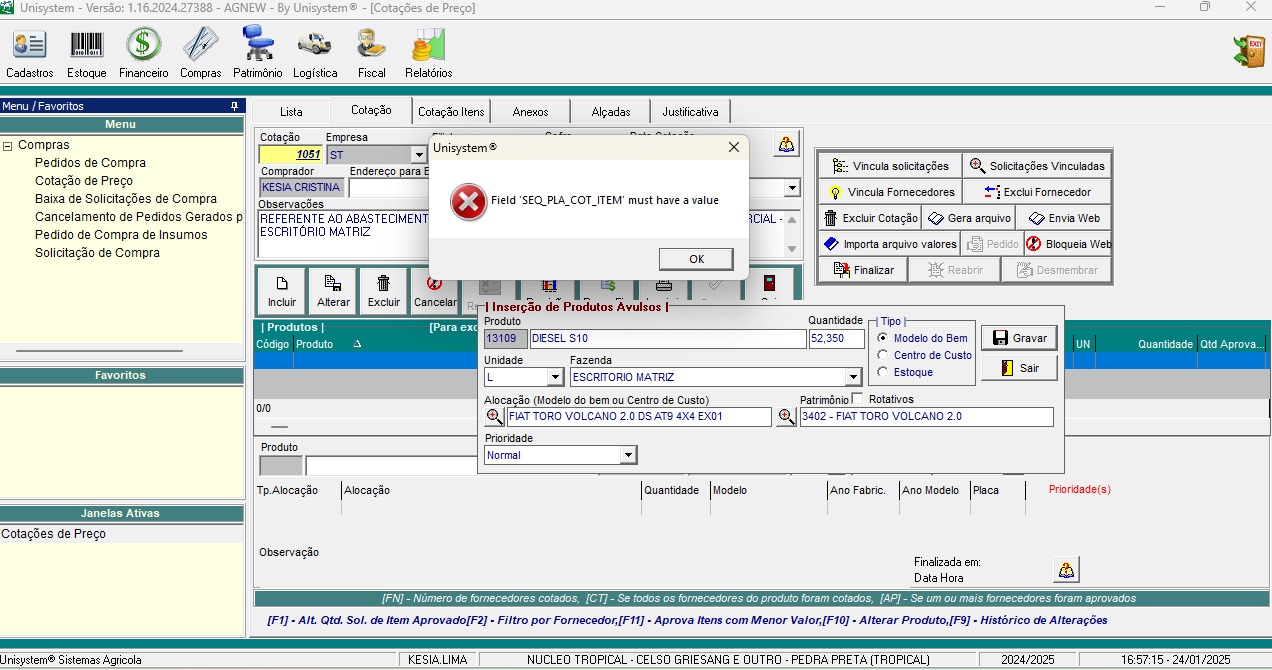 Unisystem - Versão: 1.16.2024.27388 - AGNEW - By Unisystem® - [Cotações de Preço]
Cadastros Estoque Financeiro Compras Patrimônio Logística Fiscal Relatórios
EXIT
Menu / Favoritos
Menu
Compras
Pedidos de Compra
Cotação de Preço
Baixa de Solicitações de Compra
Cancelamento de Pedidos Gerados p
Pedido de Compra de Insumos
Solicitação de Compra
Favoritos
Janelas Ativas
Cotações de Preço
Lista Cotação Cotação Itens Anexos Alçadas Justificativa
Cotação Empresa
1051 ST
Comprador Endereço para E
KESIA CRISTINA
Observações
REFERENTE AO ABASTECIMENT
ESCRITÓRIO MATRIZ
RCIAL -
Unisystem®
Field 'SEQ_PLA_COT_ITEM' must have a value
OK
Vincula solicitações Solicitações Vinculadas
Vincula Fornecedores Exclui Fornecedor
Excluir Cotação Gera arquivo Envia Web
Importa arquivo valores Pedido Bloqueia Web
Finalizar Reabrir Desmembrar
Incluir Alterar Excluir Cancelar
| Produtos | [Para exc
Código Produto
UN Quantidade Qtd Aprova...
0/0
| Inserção de Produtos Avulsos |
Produto Quantidade
13109 DIESEL S10 52,350
Unidade Fazenda
L ESCRITORIO MATRIZ
| Tipo |
Modelo do Bem
Centro de Custo
Estoque
Gravar
Sair
Alocação (Modelo do bem ou Centro de Custo) Patrimônio Rotativos
FIAT TORO VOLCANO 2.0 DS AT9 4X4 EX01 3402 - FIAT TORO VOLCANO 2.0
Prioridade
Normal
Produto
Tp.Alocação Alocação Quantidade Modelo Ano Fabric. Ano Modelo Placa Prioridade(s)
Observação
Finalizada em:
Data Hora
[FN] - Número de fornecedores cotados, [CT] - Se todos os fornecedores do produto foram cotados, [AP] - Se um ou mais fornecedores foram aprovados
[F1] - Alt. Qtd. Sol. de Item Aprovado[F2] - Filtro por Fornecedor,[F11] - Aprova Itens com Menor Valor,[F10] - Alterar Produto,[F9] - Histórico de Alterações
Unisystem® Sistemas Agricola KESIA.LIMA NUCLEO TROPICAL - CELSO GRIESANG E OUTRO - PEDRA PRETA (TROPICAL) 2024/2025 16:57:15 - 24/01/2025